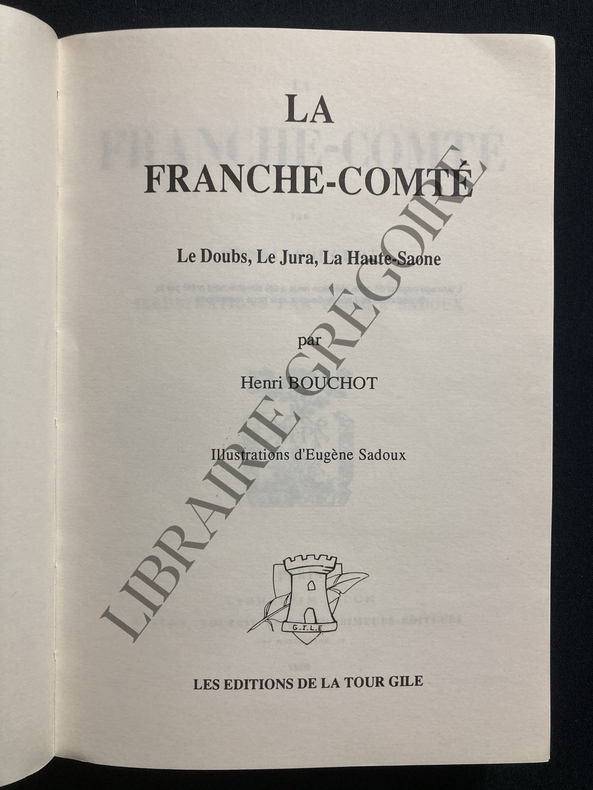 LA
FRANCHE-COMTÉ
Le Doubs, Le Jura, La Haute-Saone
par
Henri BOUCHOT
Illustrations d'Eugène Sadoux
LIBRAIRIE GRÉGOIRE
G.T.L.E
LES EDITIONS DE LA TOUR GILE